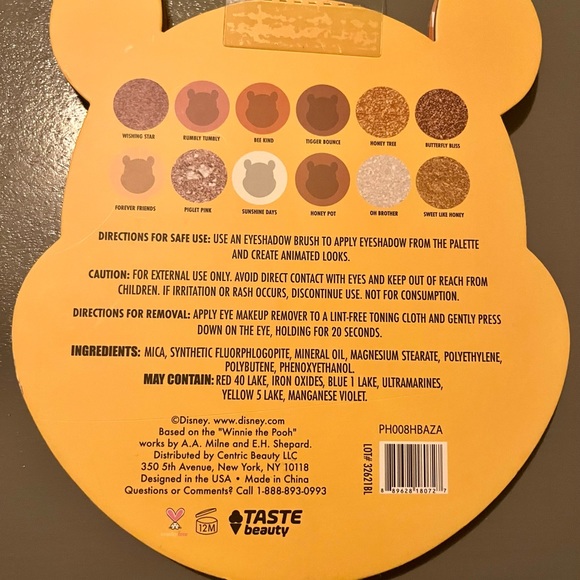 WISHING STAR RUMBLY TUMBLY BEE KIND TIGGER BOUNCE HONEY TREE BUTTERFLY BLISS
FOREVER FRIENDS PIGLET PINK SUNSHINE DAYS HONEY POT OH BROTHER SWEET LIKE HONEY
DIRECTIONS FOR SAFE USE: USE AN EYESHADOW BRUSH TO APPLY EYESHADOW FROM THE PALETTE
AND CREATE ANIMATED LOOKS.
CAUTION: FOR EXTERNAL USE ONLY. AVOID DIRECT CONTACT WITH EYES AND KEEP OUT OF REACH FROM
CHILDREN. IF IRRITATION OR RASH OCCURS, DISCONTINUE USE. NOT FOR CONSUMPTION.
DIRECTIONS FOR REMOVAL: APPLY EYE MAKEUP REMOVER TO A LINT-FREE TONING CLOTH AND GENTLY PRESS
DOWN ON THE EYE, HOLDING FOR 20 SECONDS.
INGREDIENTS: MICA, SYNTHETIC FLUORPHLOGOPITE, MINERAL OIL, MAGNESIUM STEARATE, POLYETHYLENE,
POLYBUTENE, PHENOXYETHANOL.
MAY CONTAIN: RED 40 LAKE, IRON OXIDES, BLUE 1 LAKE, ULTRAMARINES,
YELLOW 5 LAKE, MANGANESE VIOLET.
©Disney. www.disney.com
Based on the "Winnie the Pooh"
works by A.A. Milne and E.H. Shepard.
Distributed by Centric Beauty LLC
350 5th Avenue, New York, NY 10118
Designed in the USA • Made in China
Questions or Comments? Call 1-888-893-0993
PH008HBAZA
LOT# 32621BL
8 89628 18072 7
12M
TASTE
beauty